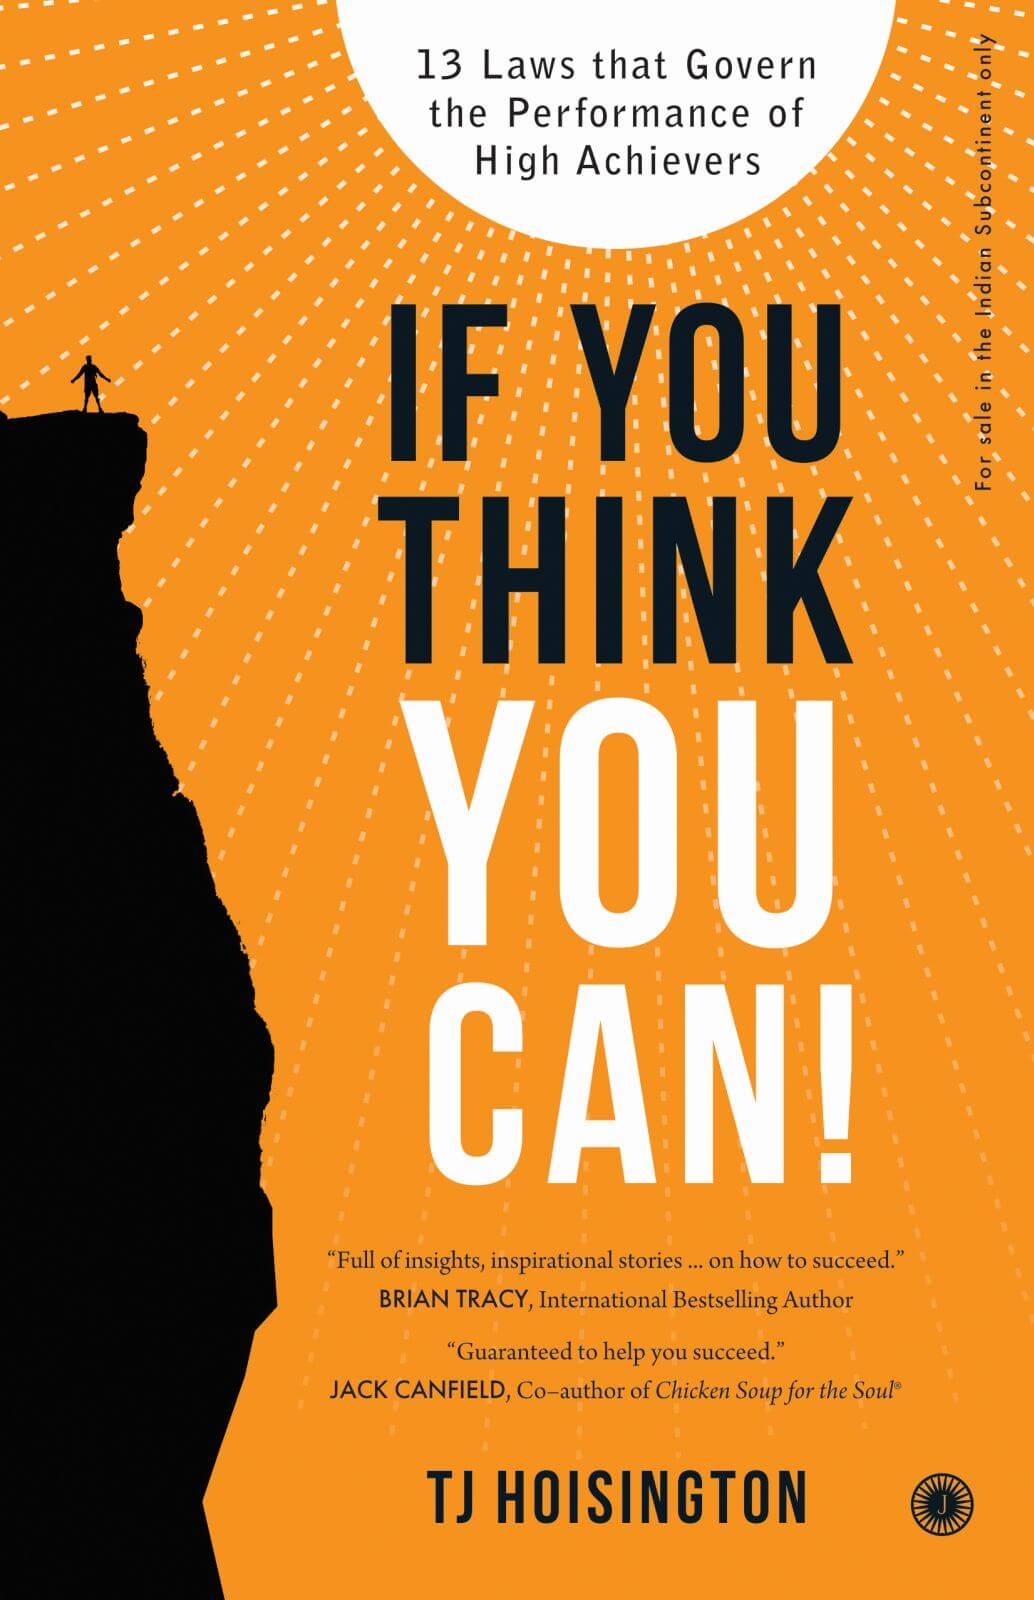 13 Laws that Govern
the Performance of
High Achievers
For sale in the Indian Subcontinent only
IF YOU
THINK
YOU
CAN!
“Full of insights, inspirational stories ... on how to succeed.”
BRIAN TRACY, International Bestselling Author
“Guaranteed to help you succeed.”
JACK CANFIELD, Co–author of Chicken Soup for the Soul®
TJ HOISINGTON
J